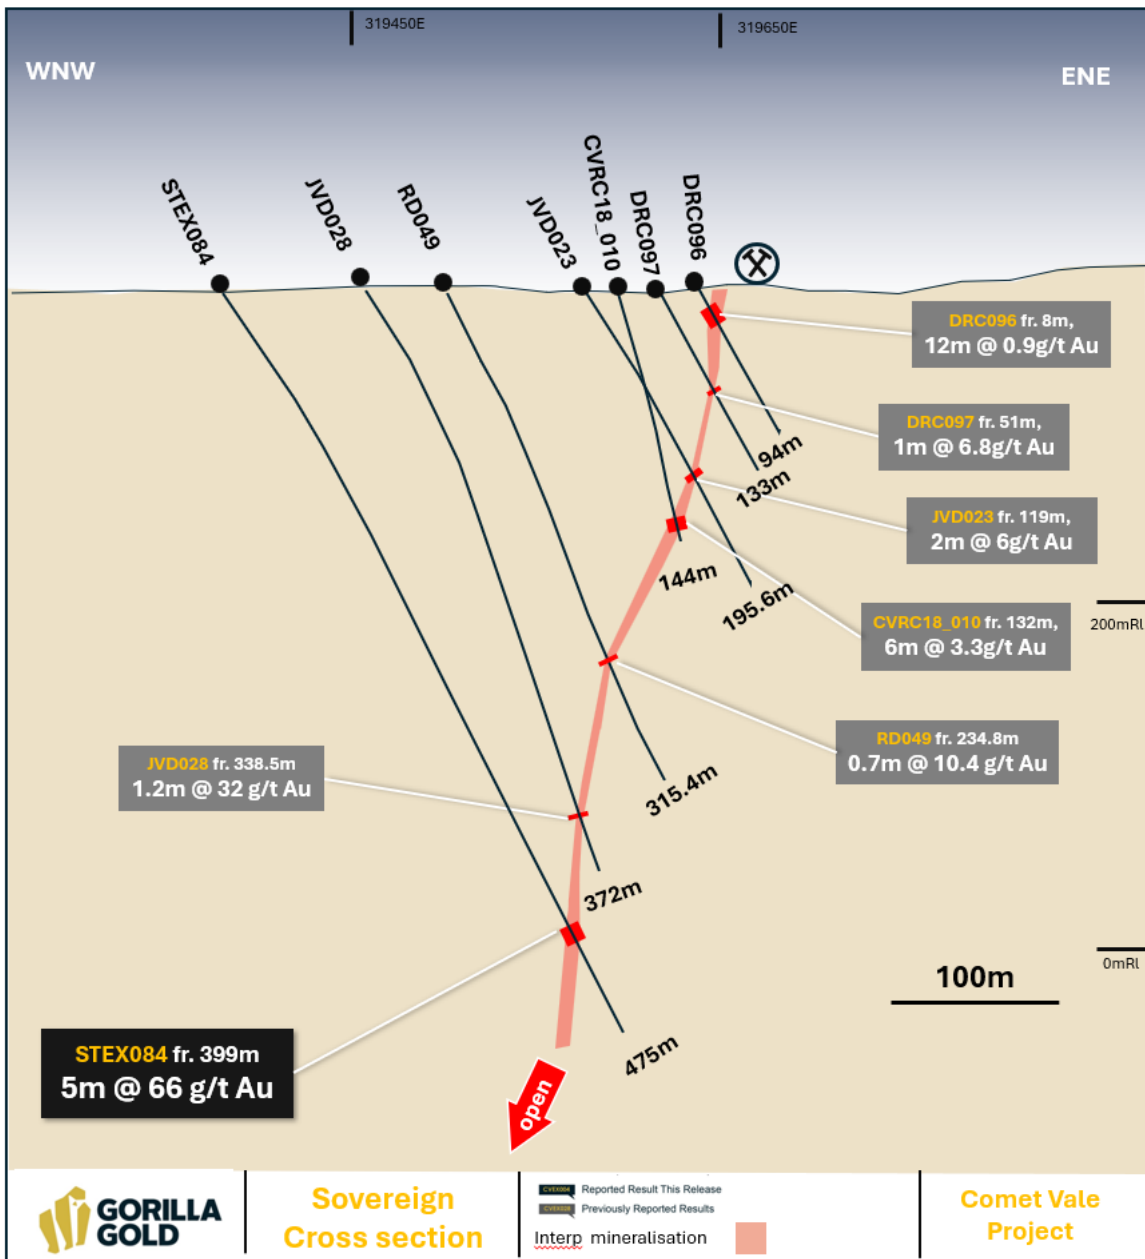 319450E
319650E
WNW
ENE
STEX084
JVD028
RD049
JVD023
CVRC18_010
DRC097
DRC096
DRC096 fr. 8m,
12m @ 0.9g/t Au
DRC097 fr. 51m,
1m @ 6.8g/t Au
94m
133m
JVD023 fr. 119m,
2m @ 6g/t Au
144m
195.6m
CVRC18_010 fr. 132m,
6m @ 3.3g/t Au
200mRl
RD049 fr. 234.8m
0.7m @ 10.4 g/t Au
JVD028 fr. 338.5m
1.2m @ 32 g/t Au
315.4m
372m
0mRl
100m
STEX084 fr. 399m
5m @ 66 g/t Au
475m
open
GORILLA
GOLD
Sovereign
Cross section
CVEX004 Reported Result This Release
Previously Reported Results
Interp mineralisation
Comet Vale
Project